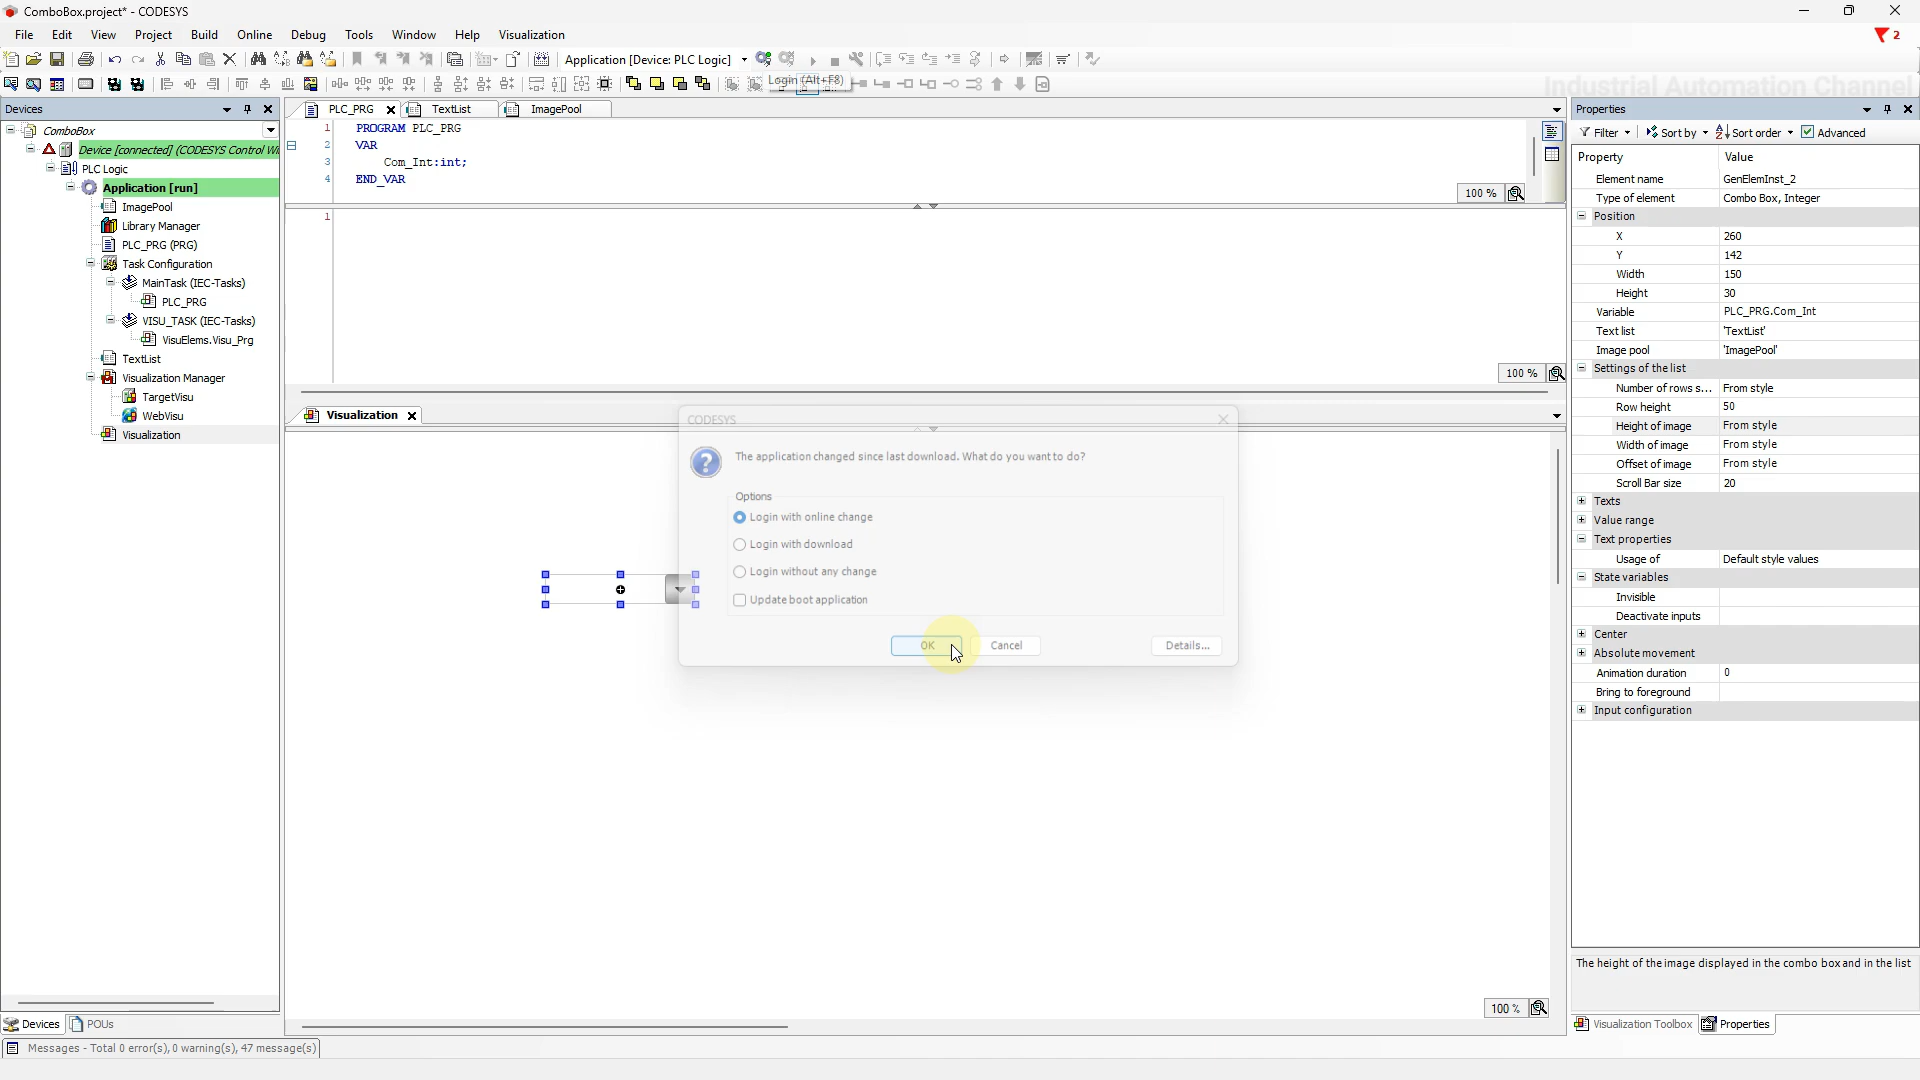 ComboBox.project* - CODESYS
File Edit View Project Build Online Debug Tools Window Help Visualization
2
Application [Device: PLC Logic]
Login (Alt+F8)
Industrial Automation Channel
Devices
ComboBox
Device [connected] (CODESYS Control Wi
PLC Logic
Application [run]
ImagePool
Library Manager
PLC_PRG (PRG)
Task Configuration
MainTask (IEC-Tasks)
PLC_PRG
VISU_TASK (IEC-Tasks)
VisuElems.Visu_Prg
TextList
Visualization Manager
TargetVisu
WebVisu
Visualization
Devices POUs
PLC_PRG TextList ImagePool
1 PROGRAM PLC_PRG
2 VAR
3 Com_Int:int;
4 END_VAR
100 %
1
100 %
Visualization
CODESYS
The application changed since last download. What do you want to do?
Options
Login with online change
Login with download
Login without any change
Update boot application
OK Cancel Details...
100 %
Properties
Filter Sort by Sort order Advanced
Property Value
Element name GenElemInst_2
Type of element Combo Box, Integer
Position
X 260
Y 142
Width 150
Height 30
Variable PLC_PRG.Com_Int
Text list 'TextList'
Image pool 'ImagePool'
Settings of the list
Number of rows s... From style
Row height 50
Height of image From style
Width of image From style
Offset of image From style
Scroll Bar size 20
Texts
Value range
Text properties
Usage of Default style values
State variables
Invisible
Deactivate inputs
Center
Absolute movement
Animation duration 0
Bring to foreground
Input configuration
The height of the image displayed in the combo box and in the list
Visualization Toolbox Properties
Messages - Total 0 error(s), 0 warning(s), 47 message(s)